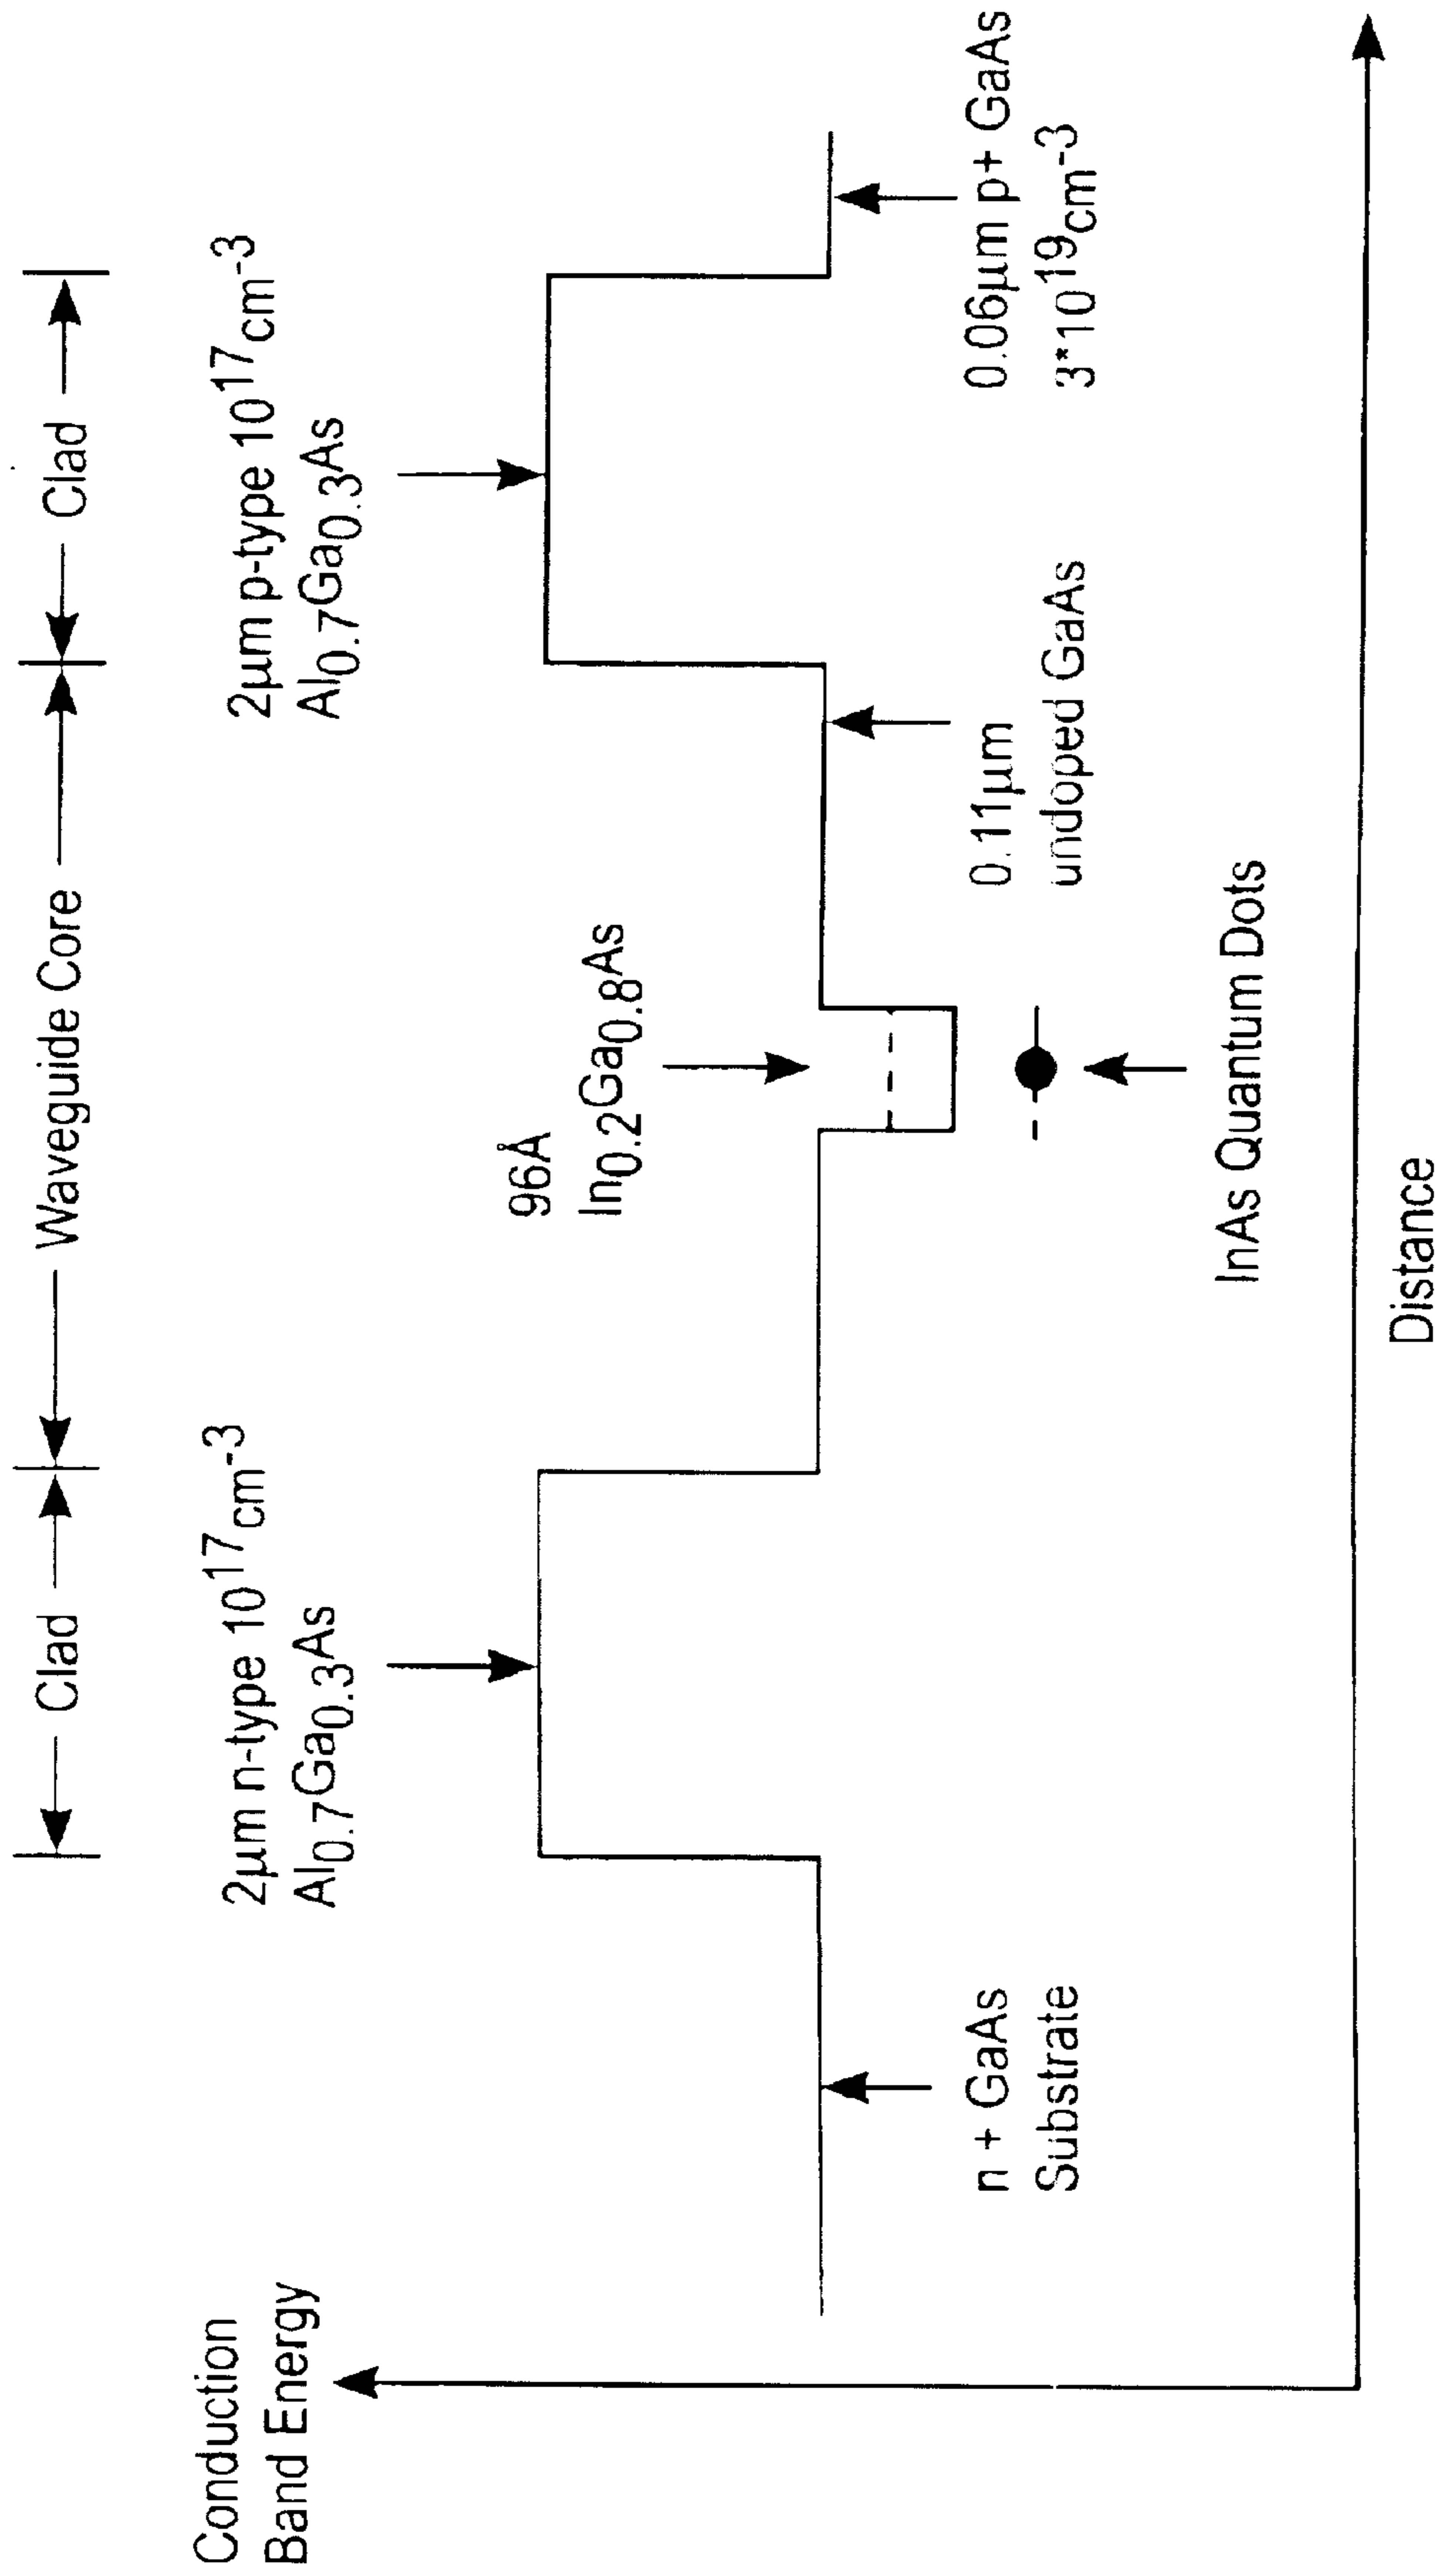 Clad
Waveguide Core
Clad
2μm n-type 10¹⁷cm⁻³
Al₀.₇Ga₀.₃As
2μm p-type 10¹⁷cm⁻³
Al₀.₇Ga₀.₃As
Conduction
Band Energy
96Å
In₀.₂Ga₀.₈As
n + GaAs
Substrate
0.11μm
undoped GaAs
0.06μm p+ GaAs
3*10¹⁹cm⁻³
InAs Quantum Dots
Distance